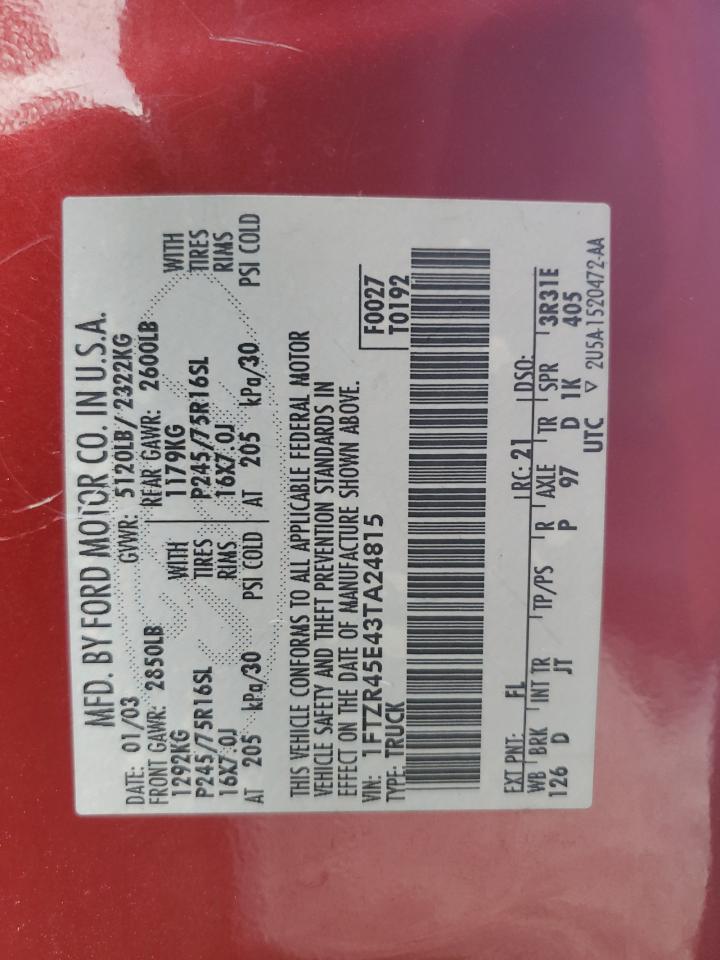 MFD. BY FORD MOTOR CO. IN U.S.A.
DATE: 01/03 GVWR: 5120LB/ 2322KG
FRONT GAWR: 2850LB REAR GAWR: 2600LB
1292KG WITH 1179KG WITH
P245/75R16SL TIRES P245/75R16SL TIRES
16X7.0J RIMS 16X7.0J RIMS
AT 205 kPa/30 PSI COLD AT 205 kPa/30 PSI COLD
THIS VEHICLE CONFORMS TO ALL APPLICABLE FEDERAL MOTOR
VEHICLE SAFETY AND THEFT PREVENTION STANDARDS IN
EFFECT ON THE DATE OF MANUFACTURE SHOWN ABOVE.
VIN: 1FTZR45E43TA24815 F0027
TYPE: TRUCK T0192
EXT PNT: FL RC: 21 DSO:
WB BRK INT TR TP/PS R AXLE TR SPR 3R31E
126 D JT P 97 D 1K 405
UTC ▽ 2U5A-1520472-AA